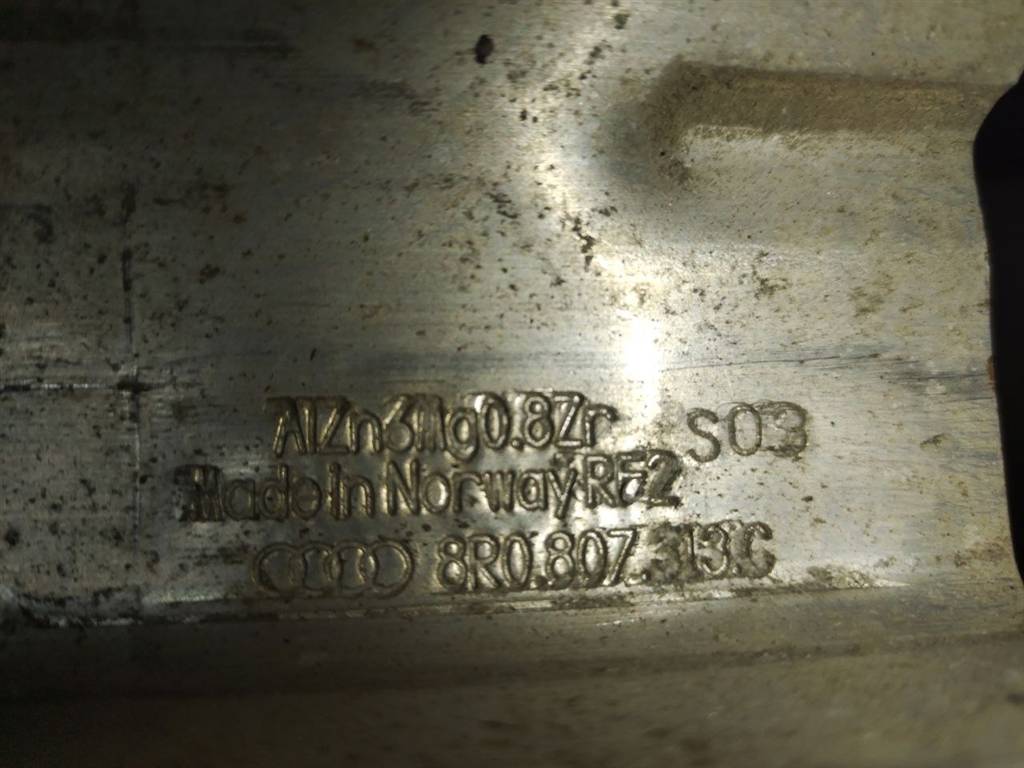 AlZn6Mg0.8Zr S03
Made in Norway RF2
8R0.807.313.C